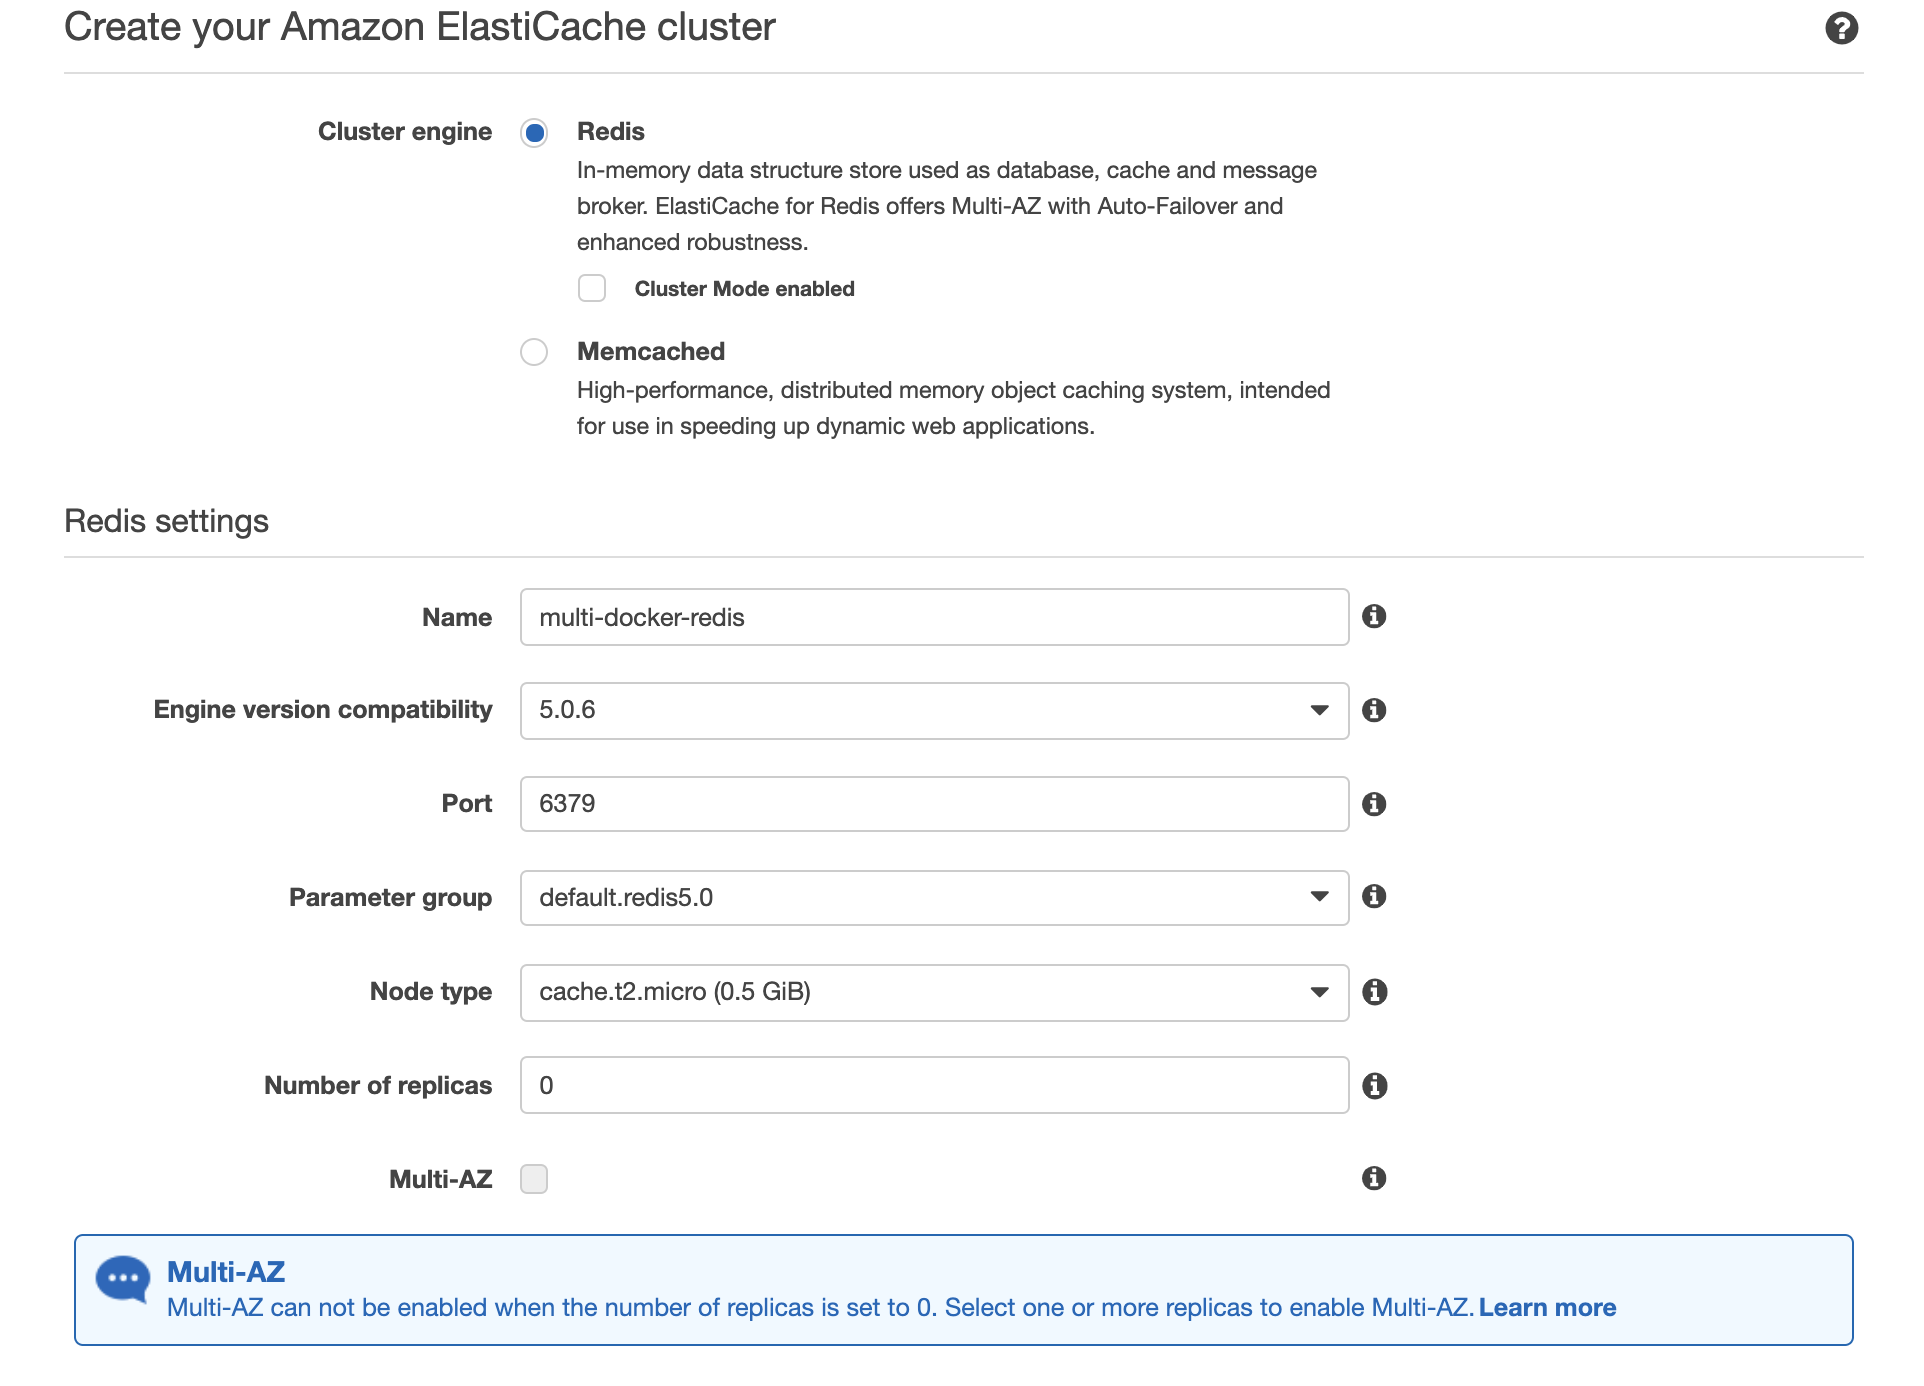 Create your Amazon ElastiCache cluster
Cluster engine
Redis
In-memory data structure store used as database, cache and message
broker. ElastiCache for Redis offers Multi-AZ with Auto-Failover and
enhanced robustness.
Cluster Mode enabled
Memcached
High-performance, distributed memory object caching system, intended
for use in speeding up dynamic web applications.
Redis settings
Name multi-docker-redis
Engine version compatibility 5.0.6
Port 6379
Parameter group default.redis5.0
Node type cache.t2.micro (0.5 GiB)
Number of replicas 0
Multi-AZ
Multi-AZ
Multi-AZ can not be enabled when the number of replicas is set to 0. Select one or more replicas to enable Multi-AZ. Learn more